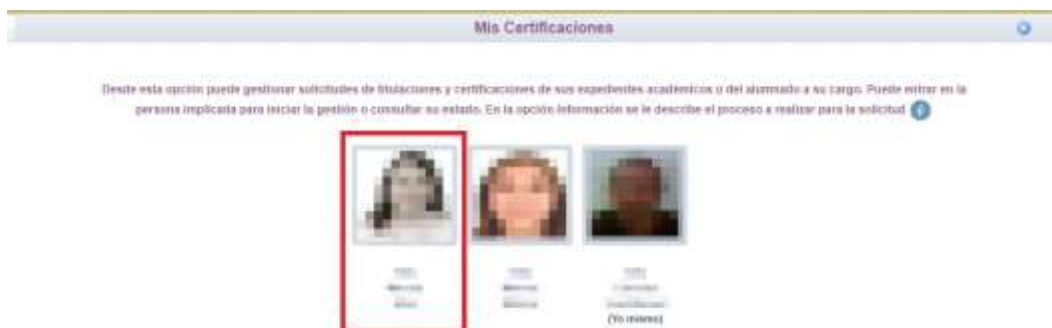 Mis Certificaciones
Desde esta opción puede gestionar solicitudes de titulaciones y certificaciones de sus expedientes académicos o del alumnado a su cargo. Puede entrar en la
persona implicada para iniciar la gestión o consultar su estado. En la opción Información se le describe el proceso a realizar para la solicitud
(Yo mismo)